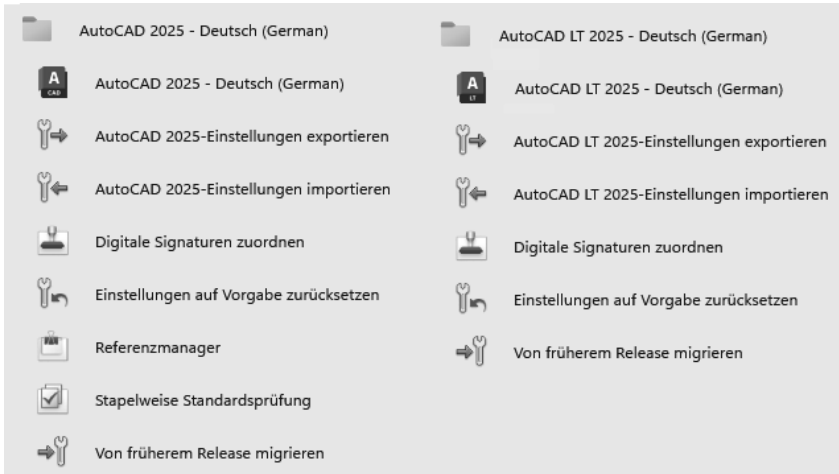 AutoCAD 2025 - Deutsch (German)
A
CAD
AutoCAD 2025 - Deutsch (German)
AutoCAD 2025-Einstellungen exportieren
AutoCAD 2025-Einstellungen importieren
Digitale Signaturen zuordnen
Einstellungen auf Vorgabe zurücksetzen
Referenzmanager
Stapelweise Standardsprüfung
Von früherem Release migrieren
AutoCAD LT 2025 - Deutsch (German)
A
LT
AutoCAD LT 2025 - Deutsch (German)
AutoCAD LT 2025-Einstellungen exportieren
AutoCAD LT 2025-Einstellungen importieren
Digitale Signaturen zuordnen
Einstellungen auf Vorgabe zurücksetzen
Von früherem Release migrieren